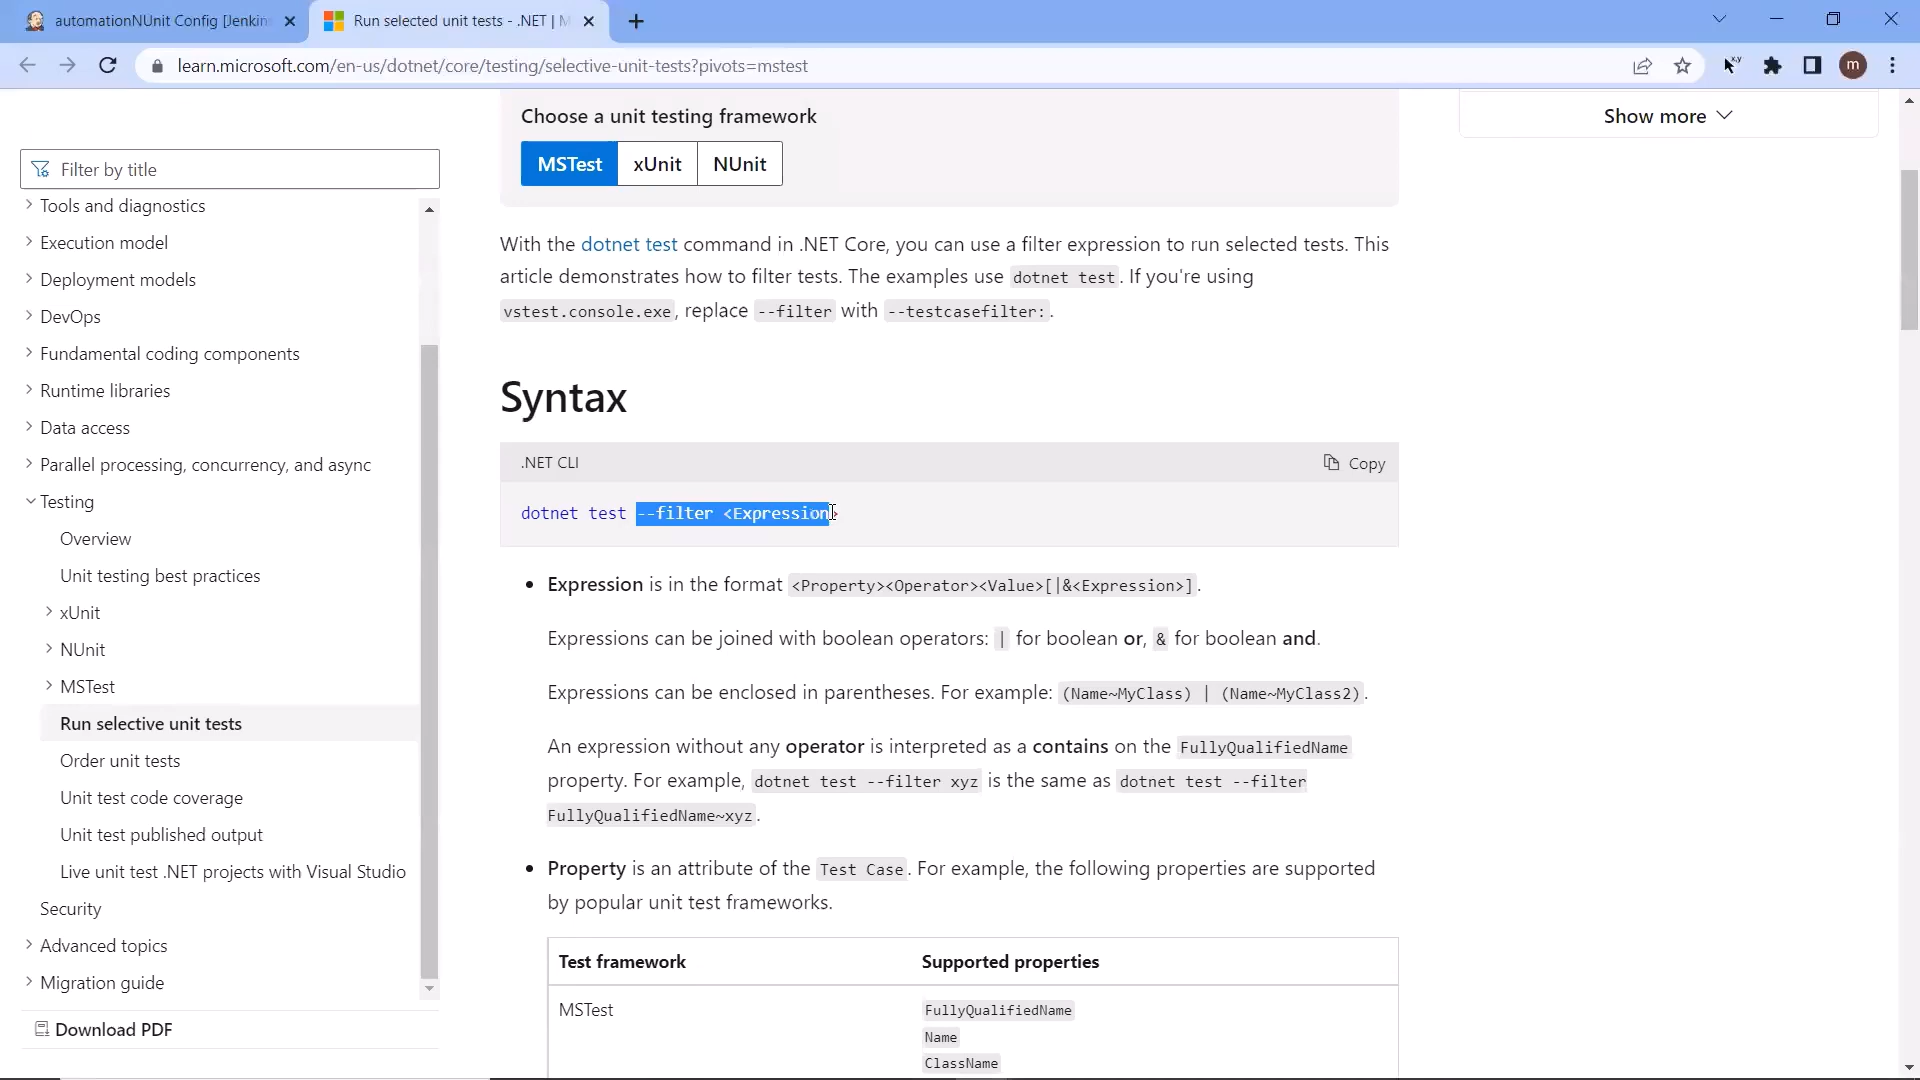 automationNUnit Config [Jenkin
Run selected unit tests - .NET | M
learn.microsoft.com/en-us/dotnet/core/testing/selective-unit-tests?pivots=mstest
m
Filter by title
Tools and diagnostics
Execution model
Deployment models
DevOps
Fundamental coding components
Runtime libraries
Data access
Parallel processing, concurrency, and async
Testing
Overview
Unit testing best practices
xUnit
NUnit
MSTest
Run selective unit tests
Order unit tests
Unit test code coverage
Unit test published output
Live unit test .NET projects with Visual Studio
Security
Advanced topics
Migration guide
Download PDF
Choose a unit testing framework
MSTest xUnit NUnit
With the dotnet test command in .NET Core, you can use a filter expression to run selected tests. This
article demonstrates how to filter tests. The examples use dotnet test. If you're using
vstest.console.exe, replace --filter with --testcasefilter:.
Syntax
.NET CLI
Copy
dotnet test --filter <Expression>
• Expression is in the format <Property><Operator><Value>[|&<Expression>].
Expressions can be joined with boolean operators: | for boolean or, & for boolean and.
Expressions can be enclosed in parentheses. For example: (Name~MyClass) | (Name~MyClass2).
An expression without any operator is interpreted as a contains on the FullyQualifiedName
property. For example, dotnet test --filter xyz is the same as dotnet test --filter
FullyQualifiedName~xyz.
• Property is an attribute of the Test Case. For example, the following properties are supported
by popular unit test frameworks.
Test framework Supported properties
MSTest FullyQualifiedName
Name
ClassName
Show more